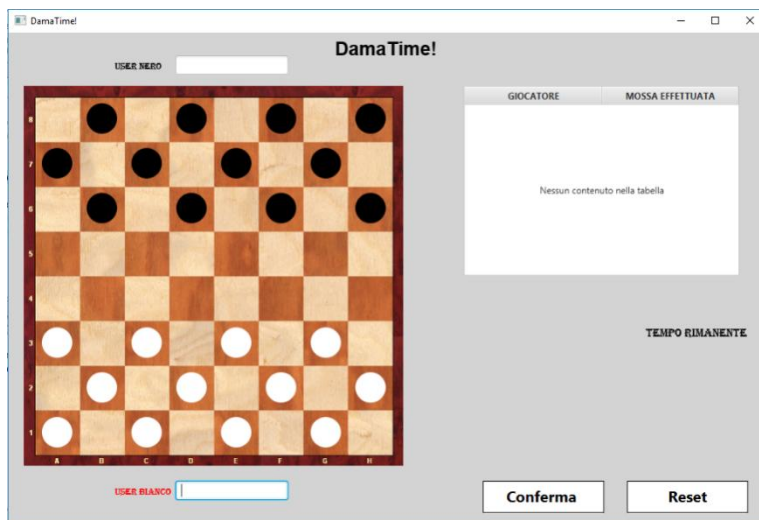 DamaTime!
DamaTime!
USER NERO
GIOCATORE MOSSA EFFETTUATA
Nessun contenuto nella tabella
8
7
6
5
4
3
2
1
A B C D E F G H
TEMPO RIMANENTE
USER BIANCO
Conferma Reset